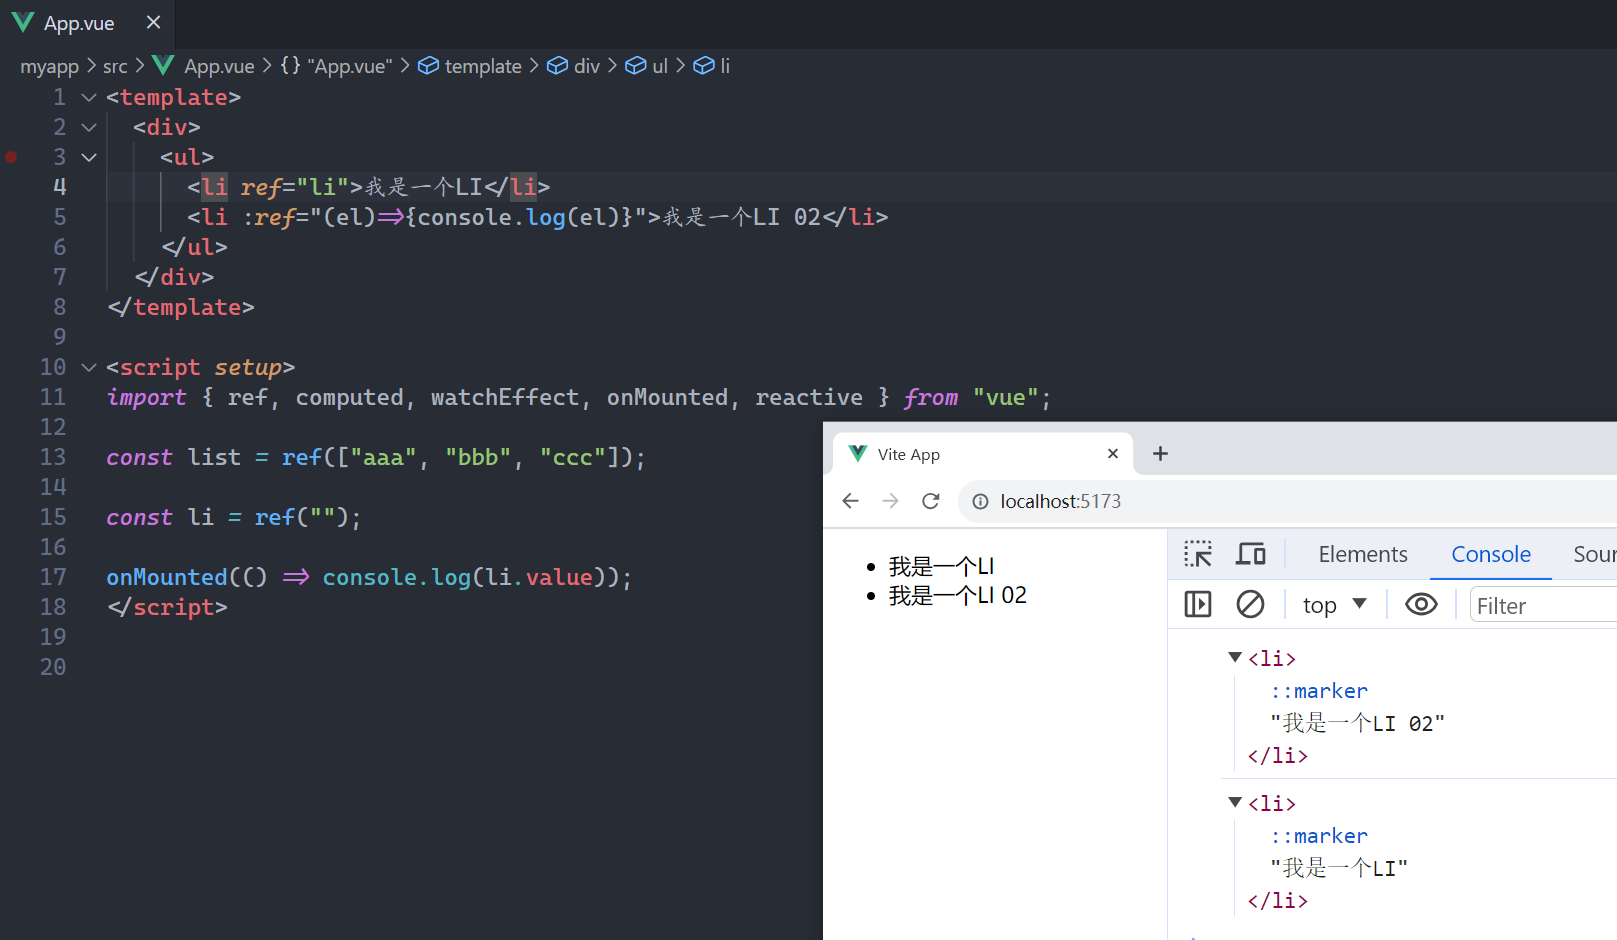 App.vue
myapp > src > App.vue > {} "App.vue" > template > div > ul > li
1 <template>
2 <div>
3 <ul>
4 <li ref="li">我是一个LI</li>
5 <li :ref="(el)=>{console.log(el)}">我是一个LI 02</li>
6 </ul>
7 </div>
8 </template>
9
10 <script setup>
11 import { ref, computed, watchEffect, onMounted, reactive } from "vue";
12
13 const list = ref(["aaa", "bbb", "ccc"]);
14
15 const li = ref("");
16
17 onMounted(() => console.log(li.value));
18 </script>
19
20
Vite App
localhost:5173
我是一个LI
我是一个LI 02
Elements Console Sour
top Filter
<li>
::marker
"我是一个LI 02"
</li>
<li>
::marker
"我是一个LI"
</li>